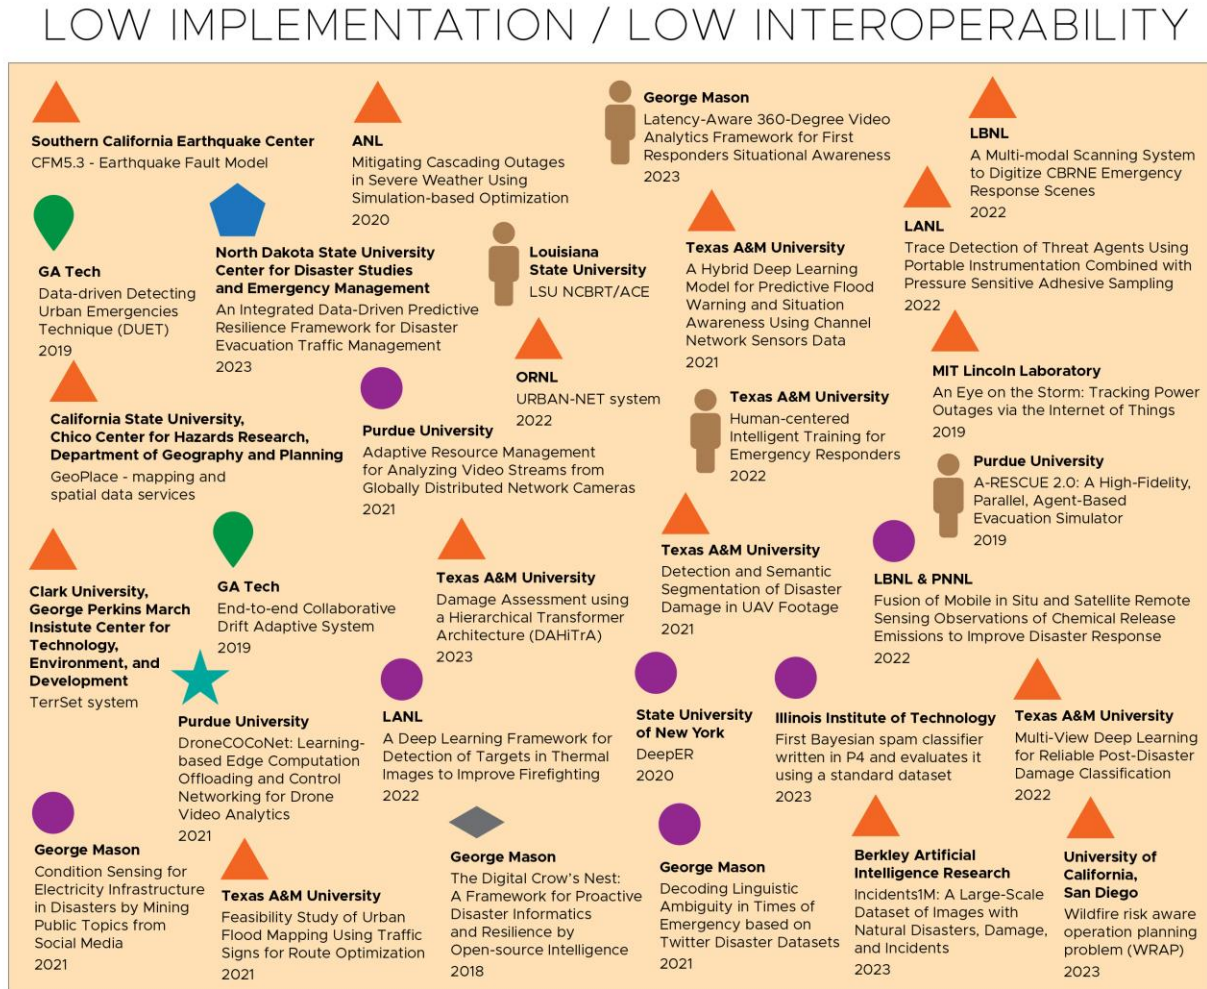 LOW IMPLEMENTATION / LOW INTEROPERABILITY
Southern California Earthquake Center
CFM5.3 - Earthquake Fault Model
ANL
Mitigating Cascading Outages
in Severe Weather Using
Simulation-based Optimization
2020
George Mason
Latency-Aware 360-Degree Video
Analytics Framework for First
Responders Situational Awareness
2023
LBNL
A Multi-modal Scanning System
to Digitize CBRNE Emergency
Response Scenes
2022
GA Tech
Data-driven Detecting
Urban Emergencies
Technique (DUET)
2019
North Dakota State University
Center for Disaster Studies
and Emergency Management
An Integrated Data-Driven Predictive
Resilience Framework for Disaster
Evacuation Traffic Management
2023
Louisiana
State University
LSU NCBRT/ACE
Texas A&M University
A Hybrid Deep Learning
Model for Predictive Flood
Warning and Situation
Awareness Using Channel
Network Sensors Data
2021
LANL
Trace Detection of Threat Agents Using
Portable Instrumentation Combined with
Pressure Sensitive Adhesive Sampling
2022
California State University,
Chico Center for Hazards Research,
Department of Geography and Planning
GeoPlace - mapping and
spatial data services
Purdue University
Adaptive Resource Management
for Analyzing Video Streams from
Globally Distributed Network Cameras
2021
ORNL
URBAN-NET system
2022
Texas A&M University
Human-centered
Intelligent Training for
Emergency Responders
2022
MIT Lincoln Laboratory
An Eye on the Storm: Tracking Power
Outages via the Internet of Things
2019
Purdue University
A-RESCUE 2.0: A High-Fidelity,
Parallel, Agent-Based
Evacuation Simulator
2019
Clark University,
George Perkins March
Insistute Center for
Technology,
Environment, and
Development
TerrSet system
GA Tech
End-to-end Collaborative
Drift Adaptive System
2019
Texas A&M University
Damage Assessment using
a Hierarchical Transformer
Architecture (DAHiTrA)
2023
Texas A&M University
Detection and Semantic
Segmentation of Disaster
Damage in UAV Footage
2021
LBNL & PNNL
Fusion of Mobile in Situ and Satellite Remote
Sensing Observations of Chemical Release
Emissions to Improve Disaster Response
2022
Purdue University
DroneCOCoNet: Learning-
based Edge Computation
Offloading and Control
Networking for Drone
Video Analytics
2021
LANL
A Deep Learning Framework for
Detection of Targets in Thermal
Images to Improve Firefighting
2022
State University
of New York
DeepER
2020
Illinois Institute of Technology
First Bayesian spam classifier
written in P4 and evaluates it
using a standard dataset
2023
Texas A&M University
Multi-View Deep Learning
for Reliable Post-Disaster
Damage Classification
2022
George Mason
Condition Sensing for
Electricity Infrastructure
in Disasters by Mining
Public Topics from
Social Media
2021
Texas A&M University
Feasibility Study of Urban
Flood Mapping Using Traffic
Signs for Route Optimization
2021
George Mason
The Digital Crow's Nest:
A Framework for Proactive
Disaster Informatics
and Resilience by
Open-source Intelligence
2018
George Mason
Decoding Linguistic
Ambiguity in Times of
Emergency based on
Twitter Disaster Datasets
2021
Berkley Artificial
Intelligence Research
Incidents1M: A Large-Scale
Dataset of Images with
Natural Disasters, Damage,
and Incidents
2023
University of
California,
San Diego
Wildfire risk aware
operation planning
problem (WRAP)
2023